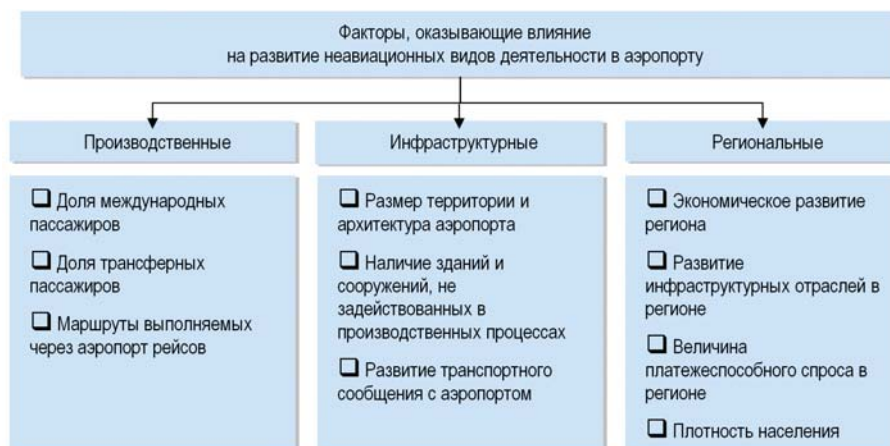 Факторы, оказывающие влияние
на развитие неавиационных видов деятельности в аэропорту
Производственные
Доля международных
пассажиров
Доля трансферных
пассажиров
Маршруты выполняемых
через аэропорт рейсов
Инфраструктурные
Размер территории и
архитектура аэропорта
Наличие зданий и
сооружений, не
задействованных в
производственных процессах
Развитие транспортного
сообщения с аэропортом
Региональные
Экономическое развитие
региона
Развитие
инфраструктурных отраслей в
регионе
Величина
платежеспособного спроса в
регионе
Плотность населения